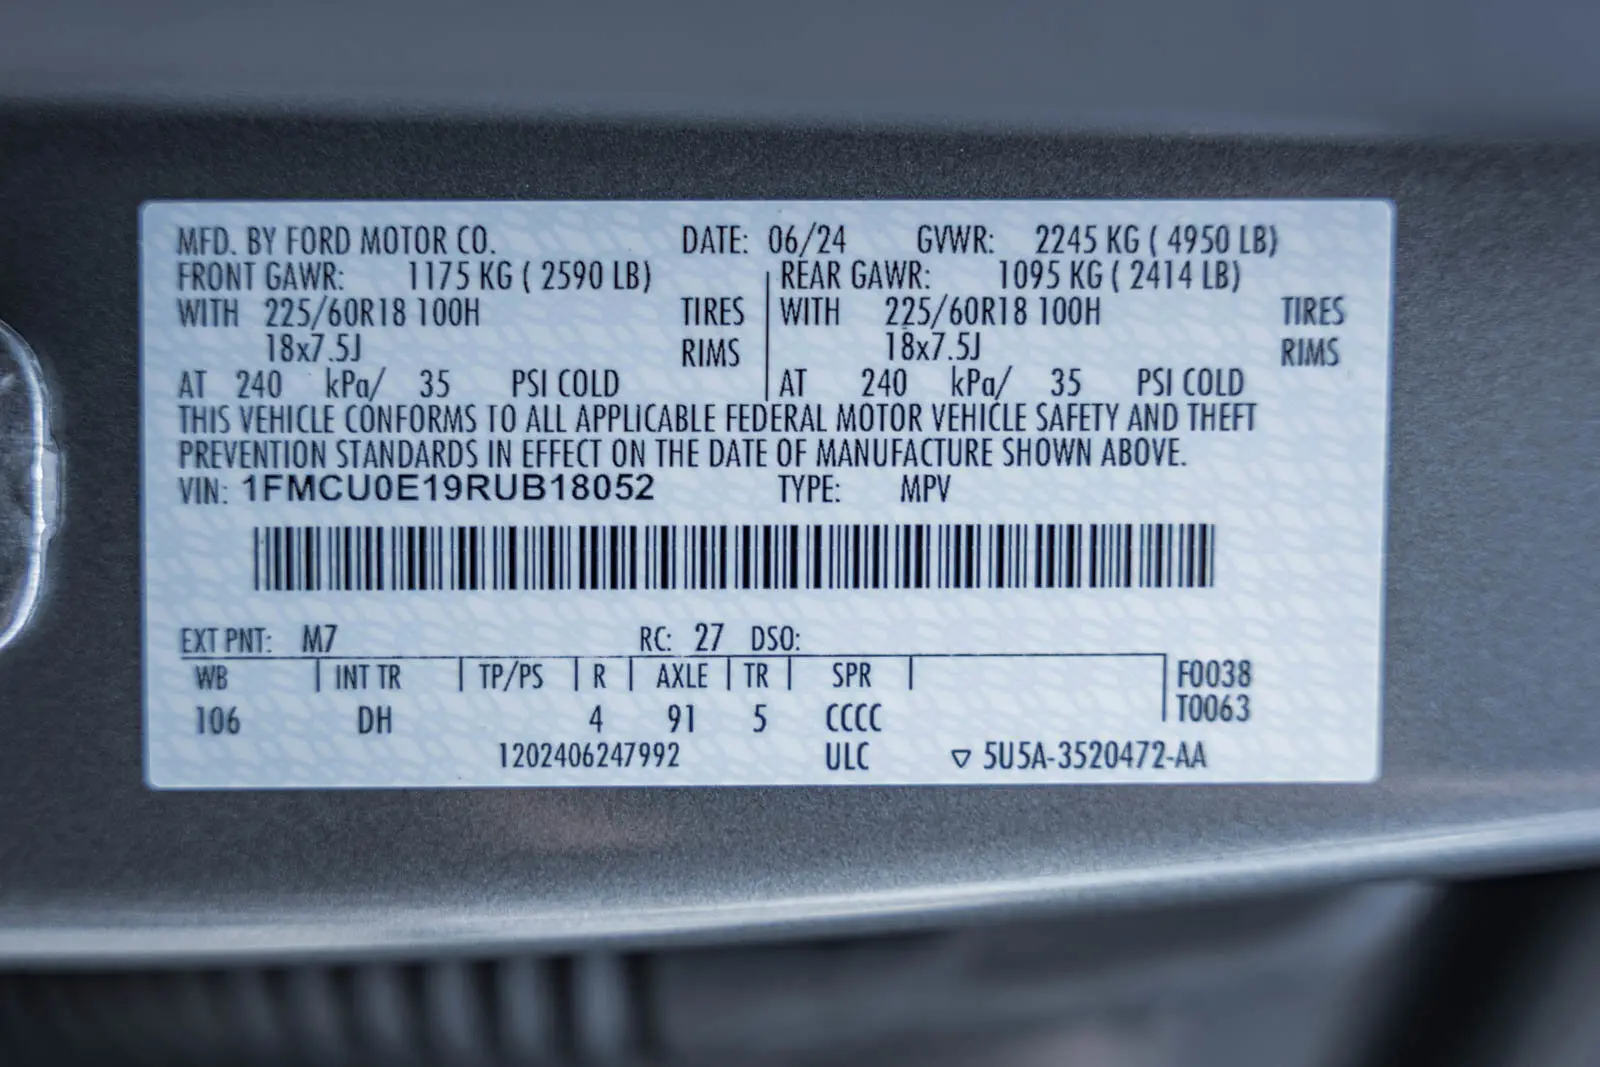 MFD. BY FORD MOTOR CO. DATE: 06/24 GVWR: 2245 KG ( 4950 LB)
FRONT GAWR: 1175 KG ( 2590 LB) REAR GAWR: 1095 KG ( 2414 LB)
WITH 225/60R18 100H TIRES WITH 225/60R18 100H TIRES
18x7.5J RIMS 18x7.5J RIMS
AT 240 kPa/ 35 PSI COLD AT 240 kPa/ 35 PSI COLD
THIS VEHICLE CONFORMS TO ALL APPLICABLE FEDERAL MOTOR VEHICLE SAFETY AND THEFT
PREVENTION STANDARDS IN EFFECT ON THE DATE OF MANUFACTURE SHOWN ABOVE.
VIN: 1FMCU0E19RUB18052 TYPE: MPV
EXT PNT: M7 RC: 27 DSO:
WB INT TR TP/PS R AXLE TR SPR F0038
106 DH 4 91 5 CCCC T0063
1202406247992 ULC ▽ 5U5A-3520472-AA